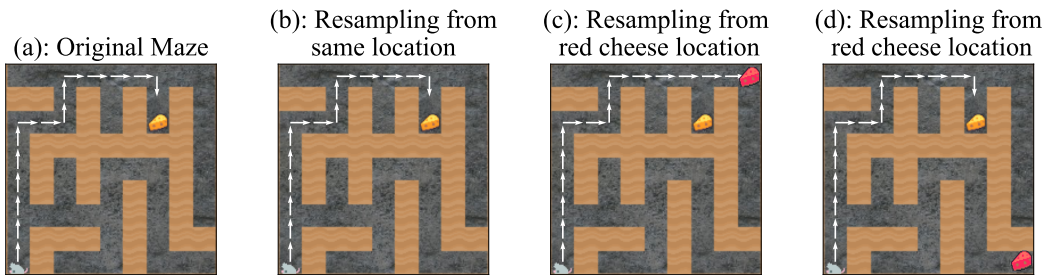 (a): Original Maze
(b): Resampling from
same location
(c): Resampling from
red cheese location
(d): Resampling from
red cheese location